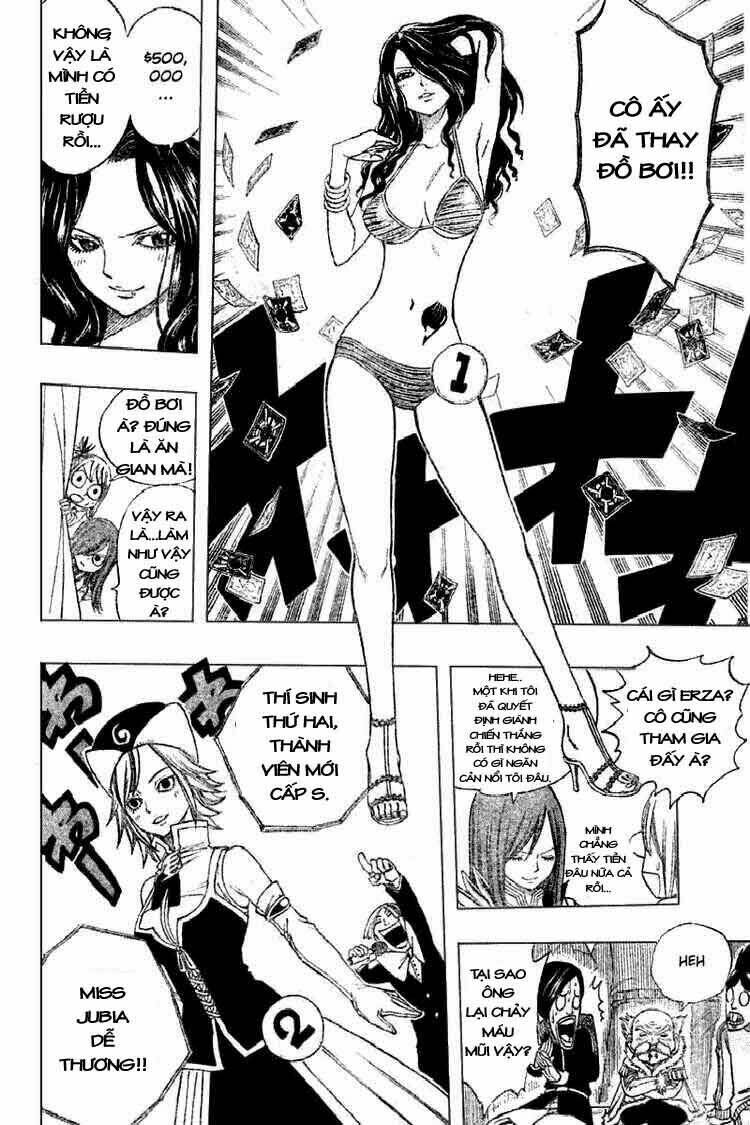 CÔ ẤY
ĐÃ THAY
ĐỒ BƠI!!
$500,
000
...
KHÔNG
VẬY LÀ
MÌNH CÓ
TIỀN
RƯỢU
RỒI...
1
ĐỒ BƠI
À? ĐÚNG
LÀ ĂN
GIAN MÀ!
VẬY RA
LÀ...LÀM
NHƯ VẬY
CŨNG
ĐƯỢC
À?
CÁI GÌ ERZA?
CÔ CŨNG
THAM GIA
ĐẤY À?
HEHE..
MỘT KHI TÔI
ĐÃ QUYẾT
ĐỊNH GIÁNH
CHIẾN THẮNG
RỒI THÌ KHÔNG
CÓ GÌ NGĂN
CẢN NỔI TÔI ĐÂU.
MÌNH
CHẲNG
THẤY TIỀN
ĐÂU NỮA CẢ
RỒI...
THÍ SINH
THỨ HAI,
THÀNH
VIÊN MỚI
CẤP S.
MISS
JUBIA
DỄ
THƯƠNG!!
2
HEH
TẠI SAO
ÔNG
LẠI CHẢY
MÁU
MŨI VẬY?